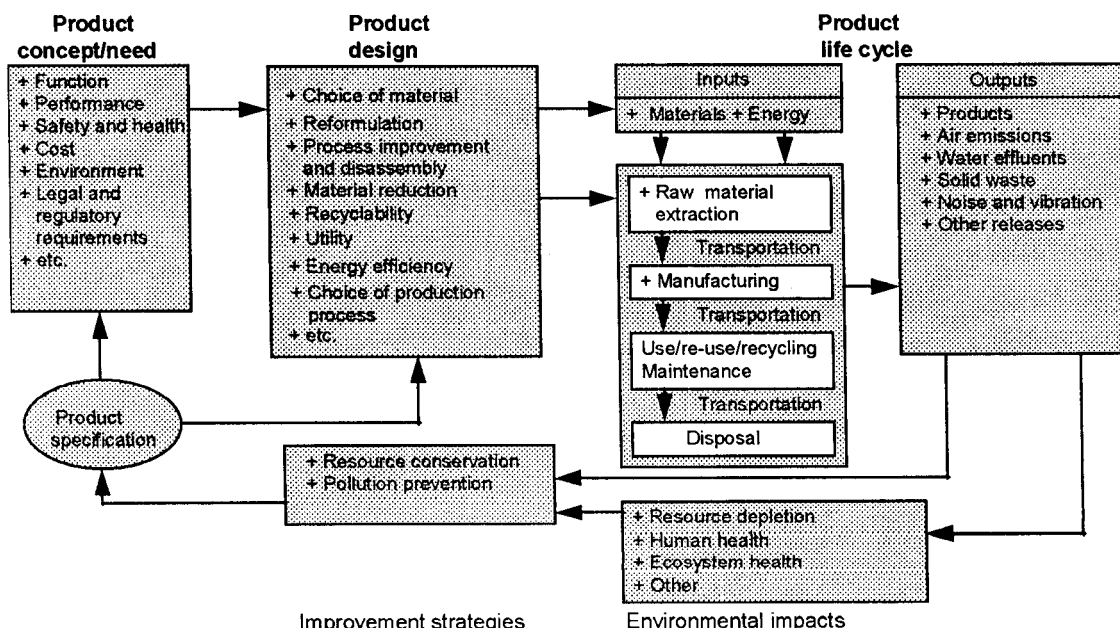 Product
concept/need
+ Function
+ Performance
+ Safety and health
+ Cost
+ Environment
+ Legal and
regulatory
requirements
+ etc.
Product
design
+ Choice of material
+ Reformulation
+ Process improvement
and disassembly
+ Material reduction
+ Recyclability
+ Utility
+ Energy efficiency
+ Choice of production
process
+ etc.
Product
life cycle
Inputs
+ Materials + Energy
+ Raw material
extraction
Transportation
+ Manufacturing
Transportation
Use/re-use/recycling
Maintenance
Transportation
Disposal
Outputs
+ Products
+ Air emissions
+ Water effluents
+ Solid waste
+ Noise and vibration
+ Other releases
Product
specification
+ Resource conservation
+ Pollution prevention
+ Resource depletion
+ Human health
+ Ecosystem health
+ Other
Improvement strategies
Environmental impacts